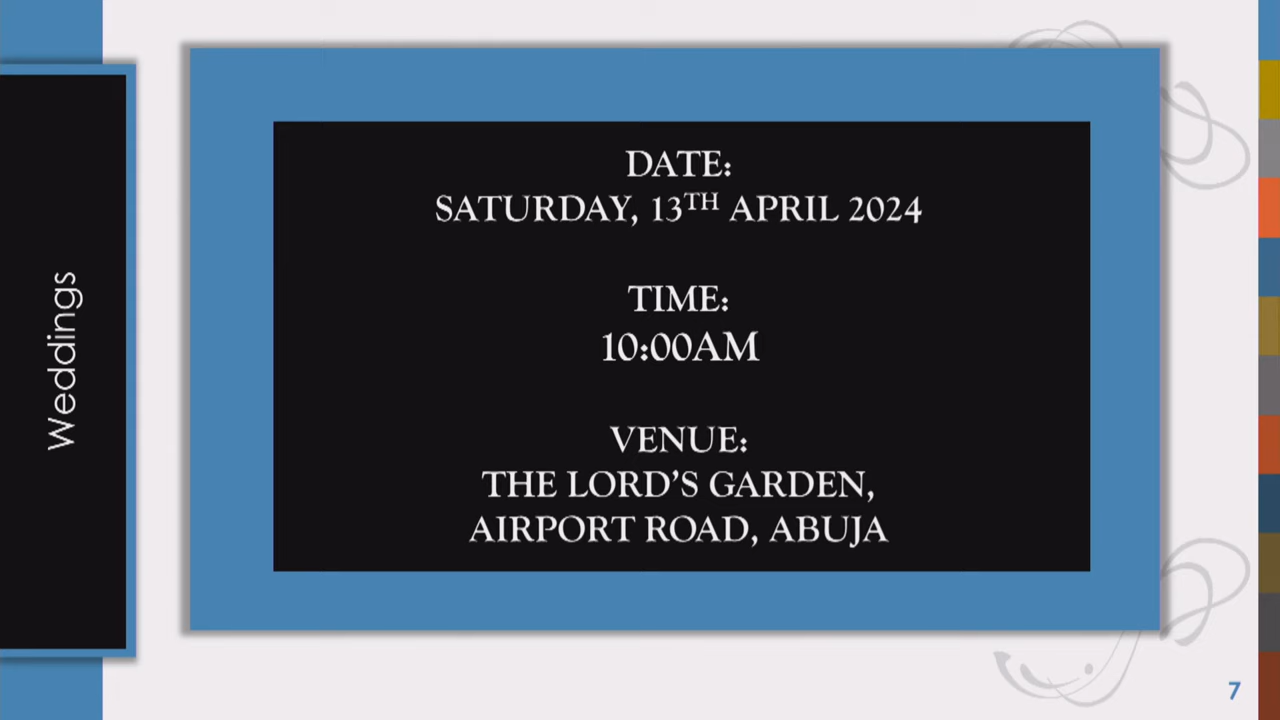 Weddings
DATE:
SATURDAY, 13TH APRIL 2024
TIME:
10:00AM
VENUE:
THE LORD'S GARDEN,
AIRPORT ROAD, ABUJA
7